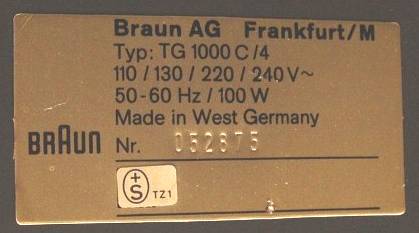 Braun AG Frankfurt/M
Typ: TG 1000 C/4
110 / 130 / 220 / 240 V~
50-60 Hz / 100 W
Made in West Germany
BRAUN Nr. 052675
+S TZ1